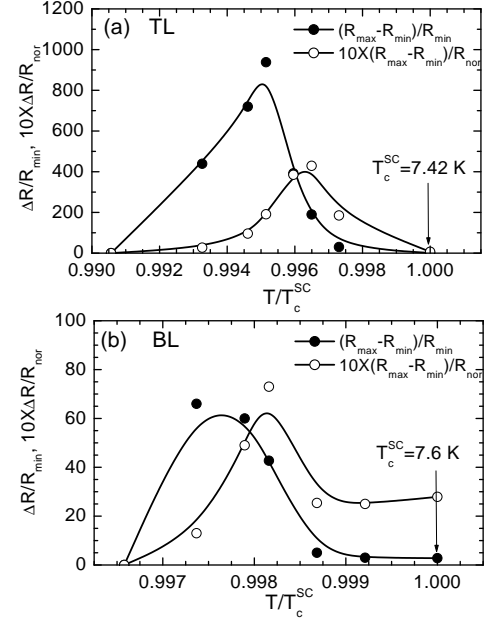 (a) TL
(R_max-R_min)/R_min
10X(R_max-R_min)/R_nor
T_c^SC=7.42 K
ΔR/R_min, 10XΔR/R_nor
1200
1000
800
600
400
200
0
0.990 0.992 0.994 0.996 0.998 1.000
T/T_c^SC
(b) BL
(R_max-R_min)/R_min
10X(R_max-R_min)/R_nor
T_c^SC=7.6 K
ΔR/R_min, 10XΔR/R_nor
100
80
60
40
20
0
0.997 0.998 0.999 1.000
T/T_c^SC